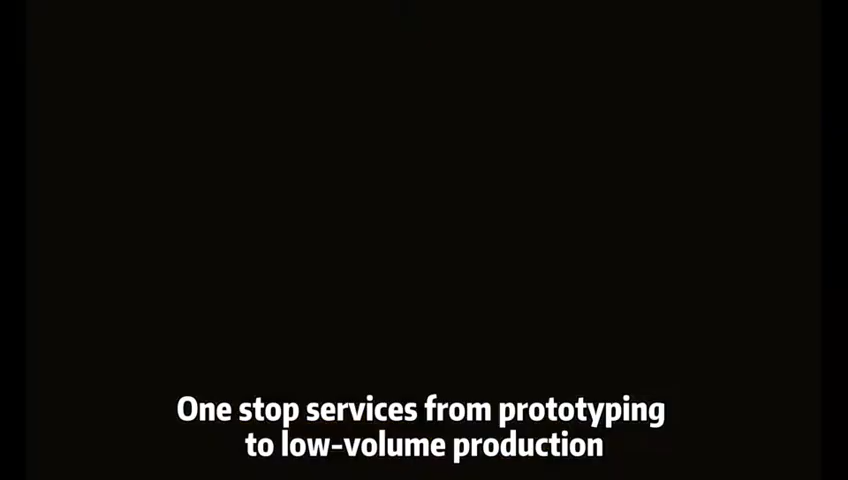 One stop services from prototyping
to low-volume production